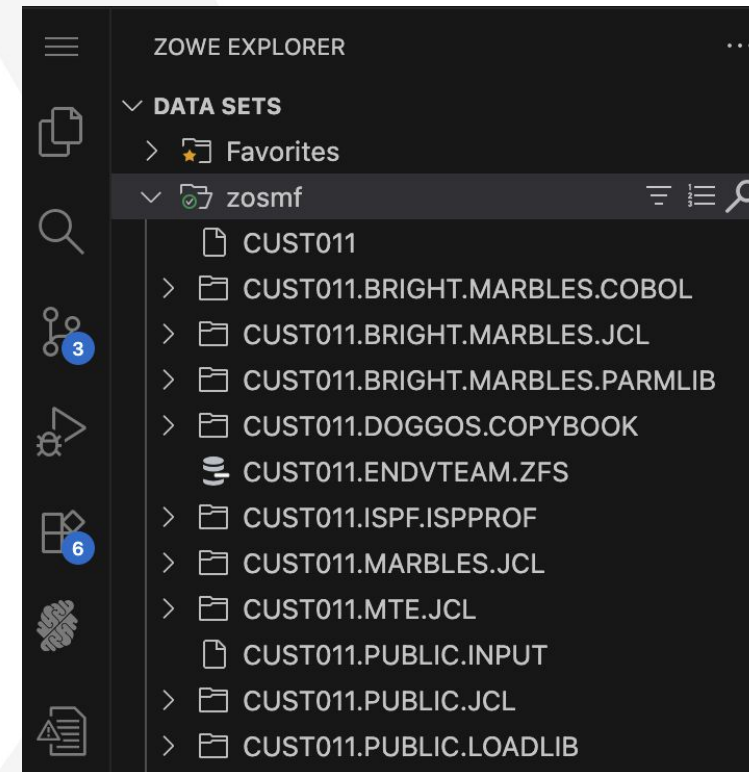 ZOWE EXPLORER
DATA SETS
Favorites
zosmf
CUST011
CUST011.BRIGHT.MARBLES.COBOL
CUST011.BRIGHT.MARBLES.JCL
3
CUST011.BRIGHT.MARBLES.PARMLIB
CUST011.DOGGOS.COPYBOOK
CUST011.ENDVTEAM.ZFS
CUST011.ISPF.ISPPROF
6
CUST011.MARBLES.JCL
CUST011.MTE.JCL
CUST011.PUBLIC.INPUT
CUST011.PUBLIC.JCL
CUST011.PUBLIC.LOADLIB